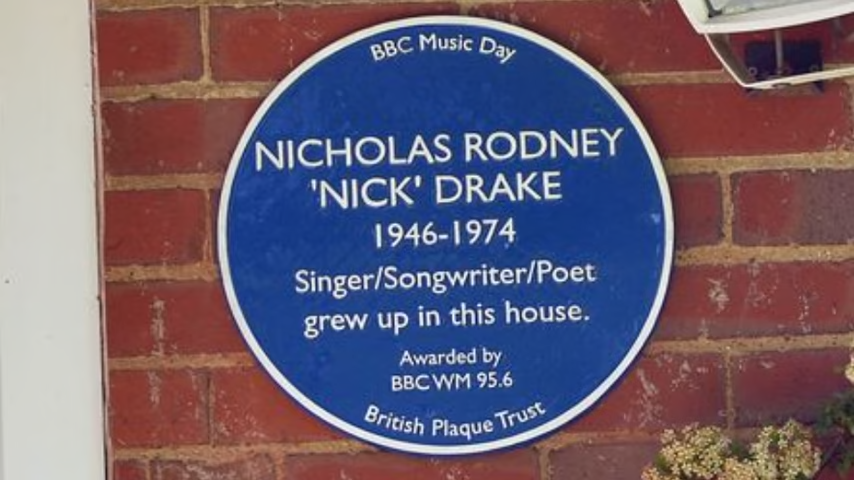 BBC Music Day
NICHOLAS RODNEY
'NICK' DRAKE
1946-1974
Singer/Songwriter/Poet
grew up in this house.
Awarded by
BBC WM 95.6
British Plaque Trust